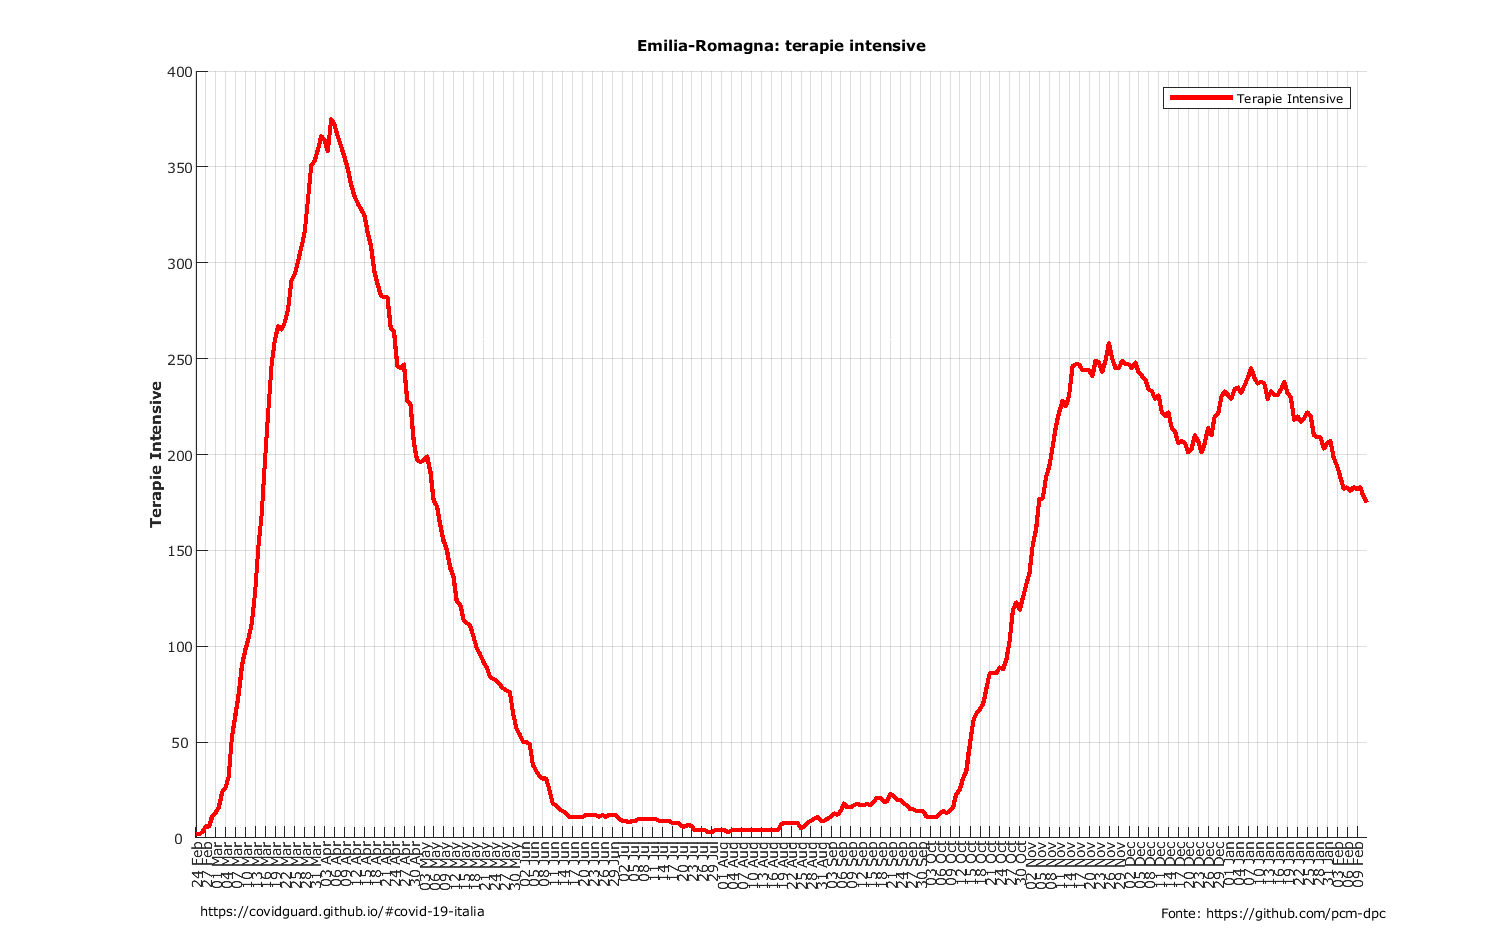 Emilia-Romagna: terapie intensive
Terapie Intensive
Terapie Intensive
400
350
300
250
200
150
100
50
0
24 Feb
27 Feb
01 Mar
04 Mar
07 Mar
10 Mar
13 Mar
16 Mar
19 Mar
22 Mar
25 Mar
28 Mar
31 Mar
03 Apr
06 Apr
09 Apr
12 Apr
15 Apr
18 Apr
21 Apr
24 Apr
27 Apr
30 Apr
03 May
06 May
09 May
12 May
15 May
18 May
21 May
24 May
27 May
30 May
02 Jun
05 Jun
08 Jun
11 Jun
14 Jun
17 Jun
20 Jun
23 Jun
26 Jun
29 Jun
02 Jul
05 Jul
08 Jul
11 Jul
14 Jul
17 Jul
20 Jul
23 Jul
26 Jul
29 Jul
01 Aug
04 Aug
07 Aug
10 Aug
13 Aug
16 Aug
19 Aug
22 Aug
25 Aug
28 Aug
31 Aug
03 Sep
06 Sep
09 Sep
12 Sep
15 Sep
18 Sep
21 Sep
24 Sep
27 Sep
30 Sep
03 Oct
06 Oct
09 Oct
12 Oct
15 Oct
18 Oct
21 Oct
24 Oct
27 Oct
30 Oct
02 Nov
05 Nov
08 Nov
11 Nov
14 Nov
17 Nov
20 Nov
23 Nov
26 Nov
29 Nov
02 Dec
05 Dec
08 Dec
11 Dec
14 Dec
17 Dec
20 Dec
23 Dec
26 Dec
29 Dec
01 Jan
04 Jan
07 Jan
10 Jan
13 Jan
16 Jan
19 Jan
22 Jan
25 Jan
28 Jan
31 Jan
03 Feb
06 Feb
09 Feb
https://covidguard.github.io/#covid-19-italia
Fonte: https://github.com/pcm-dpc